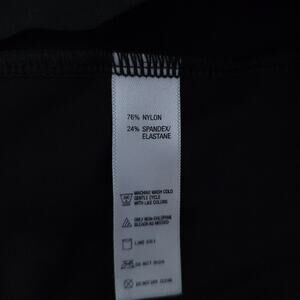 76% NYLON
24% SPANDEX/
ELASTANE
MACHINE WASH COLD
GENTLE CYCLE
WITH LIKE COLORS
ONLY NON-CHLORINE
BLEACH AS NEEDED
LINE DRY
DO NOT IRON
DO NOT DRY CLEAN